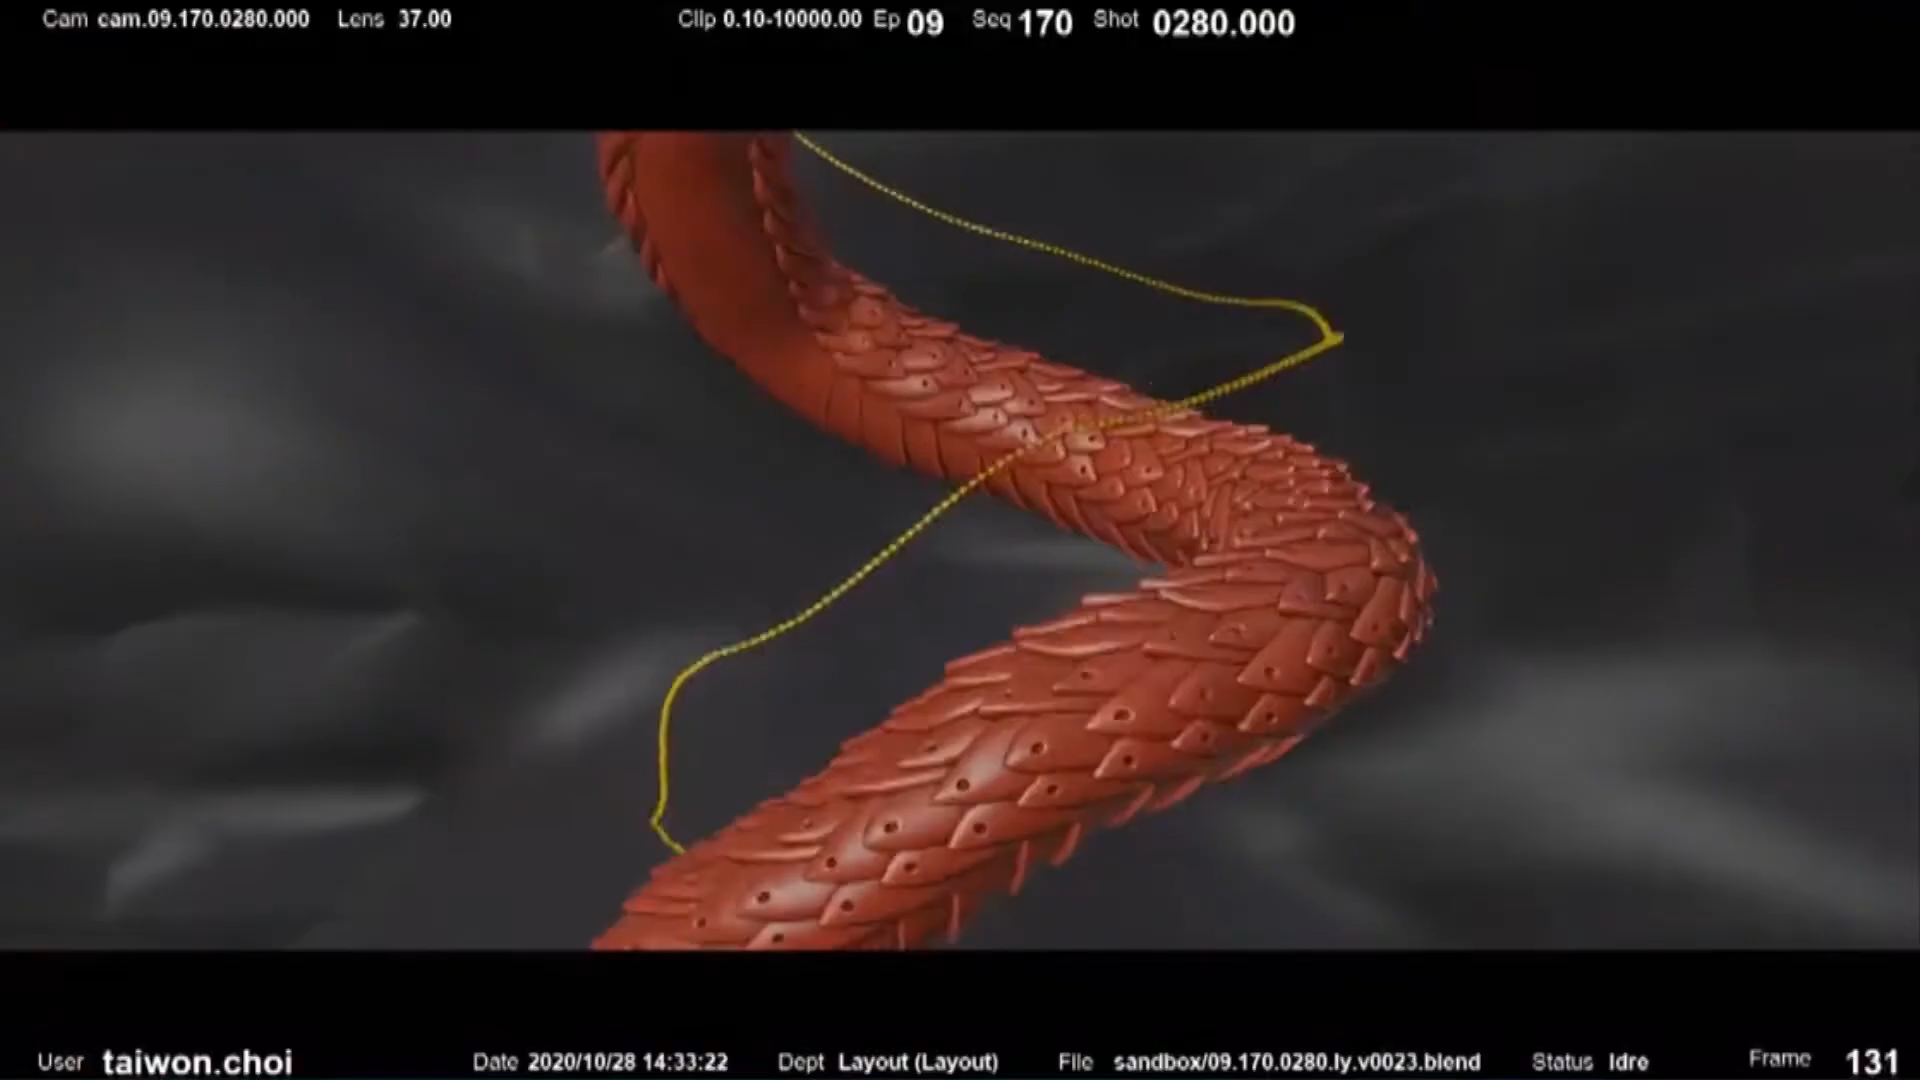 Cam cam.09.170.0280.000 Lens 37.00 Clip 0.10-10000.00 Ep 09 Seq 170 Shot 0280.000
User taiwon.choi Date 2020/10/28 14:33:22 Dept Layout (Layout) File sandbox/09.170.0280.ly.v0023.blend Status ldre Frame 131